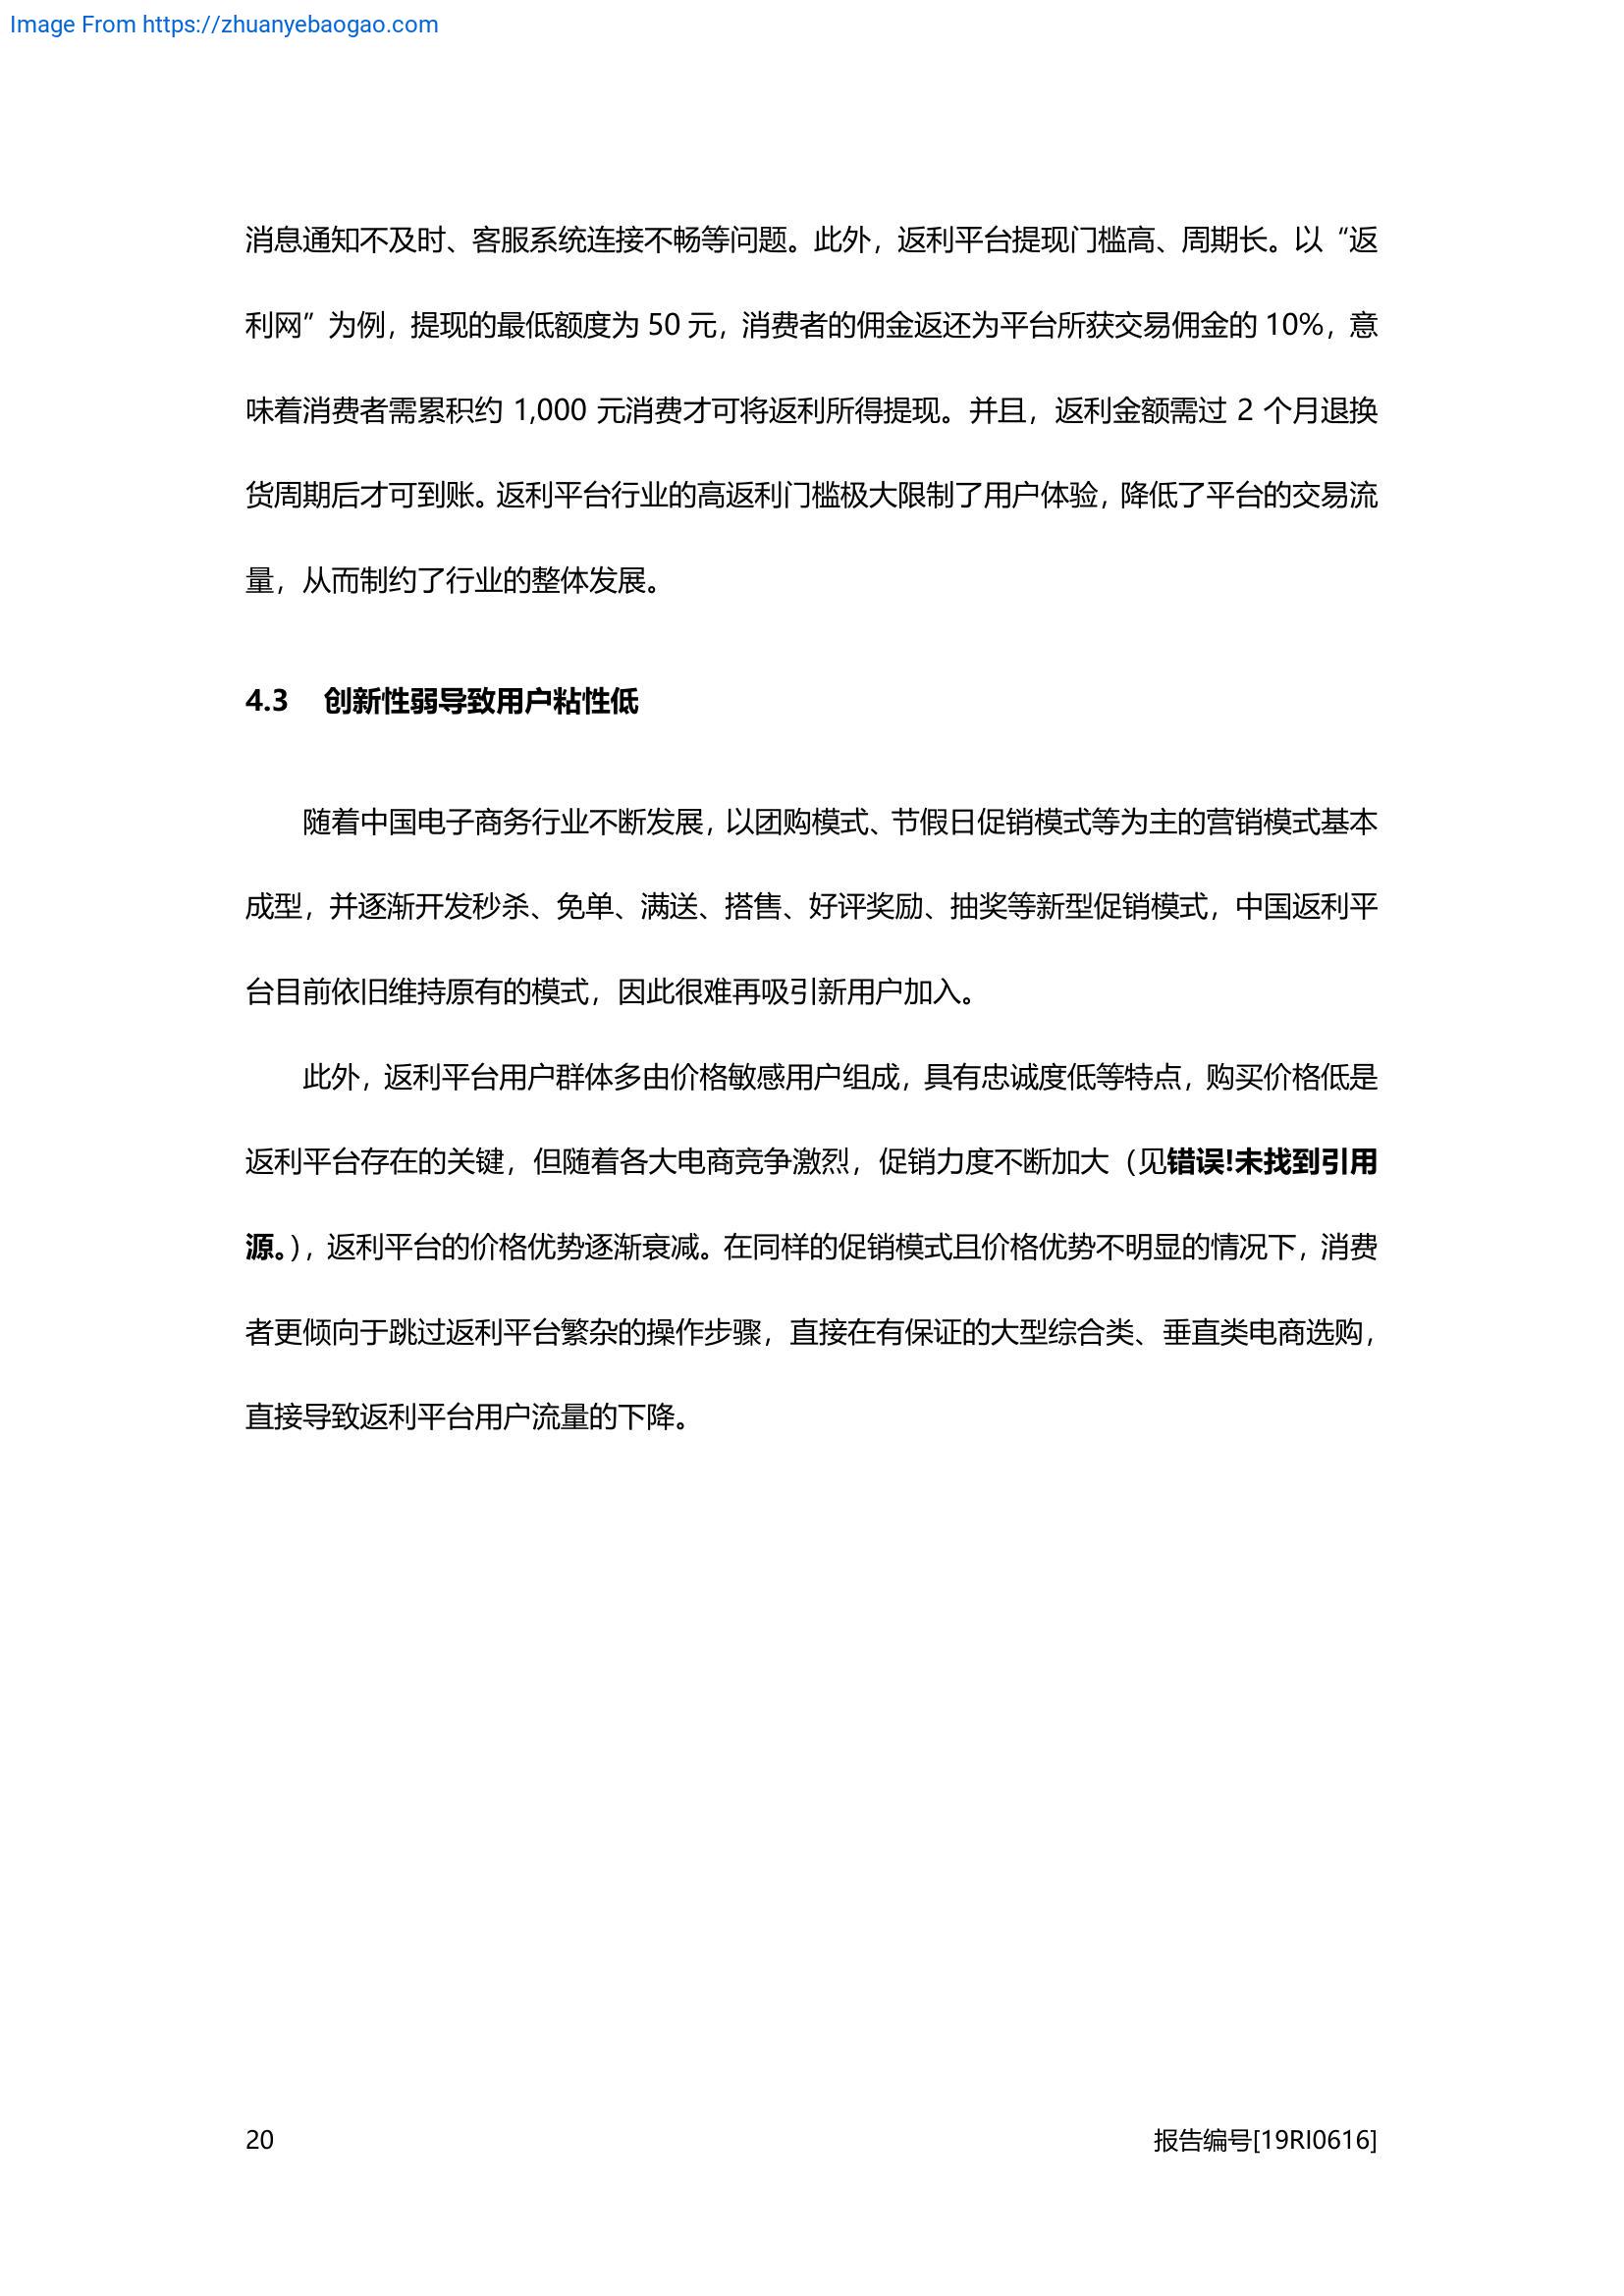 Image From https://zhuanyebaogao.com
消息通知不及时、客服系统连接不畅等问题。此外，返利平台提现门槛高、周期长。以“返
利网”为例，提现的最低额度为 50 元，消费者的佣金返还为平台所获交易佣金的 10%，意
味着消费者需累积约 1,000 元消费才可将返利所得提现。并且，返利金额需过 2 个月退换
货周期后才可到账。返利平台行业的高返利门槛极大限制了用户体验，降低了平台的交易流
量，从而制约了行业的整体发展。
4.3 创新性弱导致用户粘性低
随着中国电子商务行业不断发展，以团购模式、节假日促销模式等为主的营销模式基本
成型，并逐渐开发秒杀、免单、满送、搭售、好评奖励、抽奖等新型促销模式，中国返利平
台目前依旧维持原有的模式，因此很难再吸引新用户加入。
此外，返利平台用户群体多由价格敏感用户组成，具有忠诚度低等特点，购买价格低是
返利平台存在的关键，但随着各大电商竞争激烈，促销力度不断加大（见错误!未找到引用
源。），返利平台的价格优势逐渐衰减。在同样的促销模式且价格优势不明显的情况下，消费
者更倾向于跳过返利平台繁杂的操作步骤，直接在有保证的大型综合类、垂直类电商选购，
直接导致返利平台用户流量的下降。
20 报告编号[19RI0616]